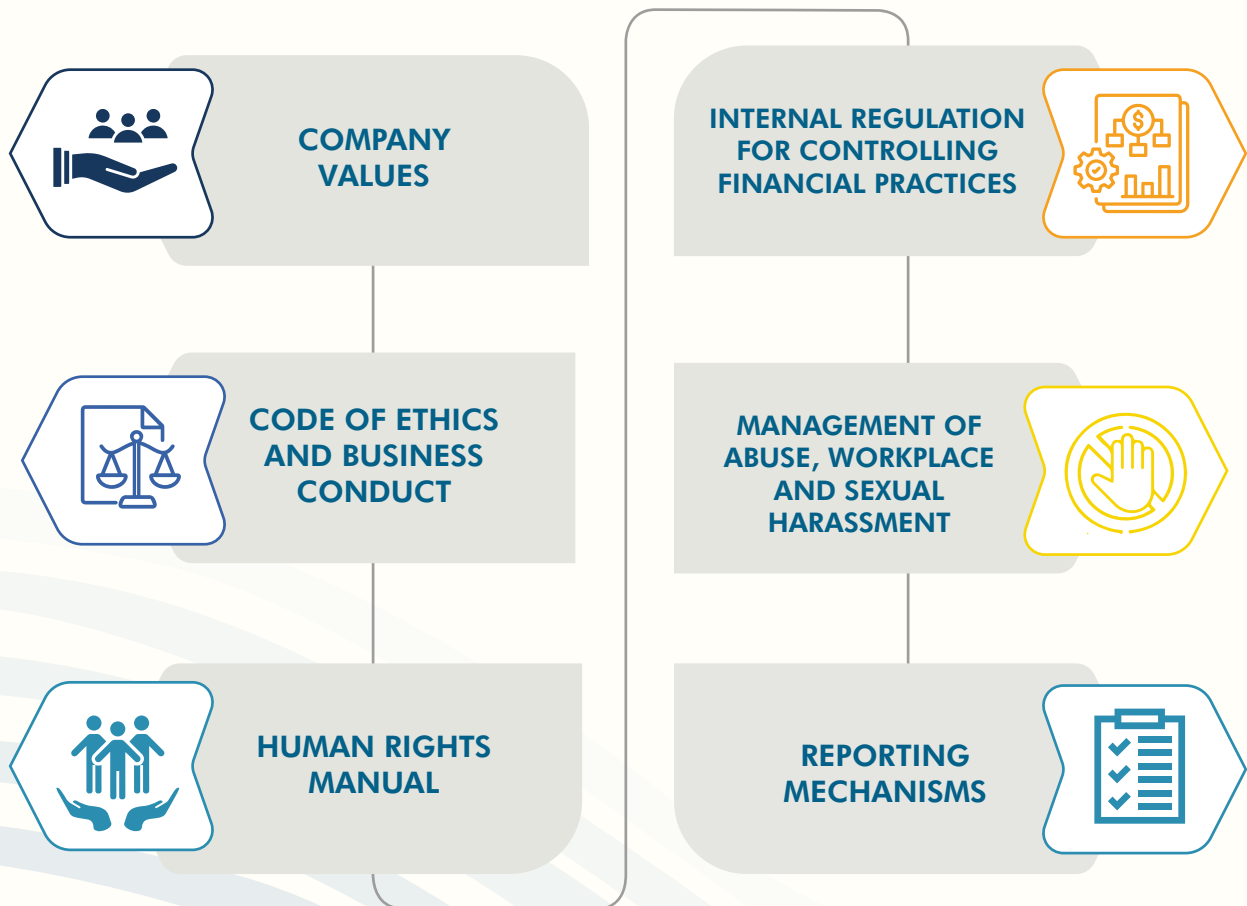 COMPANY
VALUES
CODE OF ETHICS
AND BUSINESS
CONDUCT
HUMAN RIGHTS
MANUAL
INTERNAL REGULATION
FOR CONTROLLING
FINANCIAL PRACTICES
$
MANAGEMENT OF
ABUSE, WORKPLACE
AND SEXUAL
HARASSMENT
REPORTING
MECHANISMS